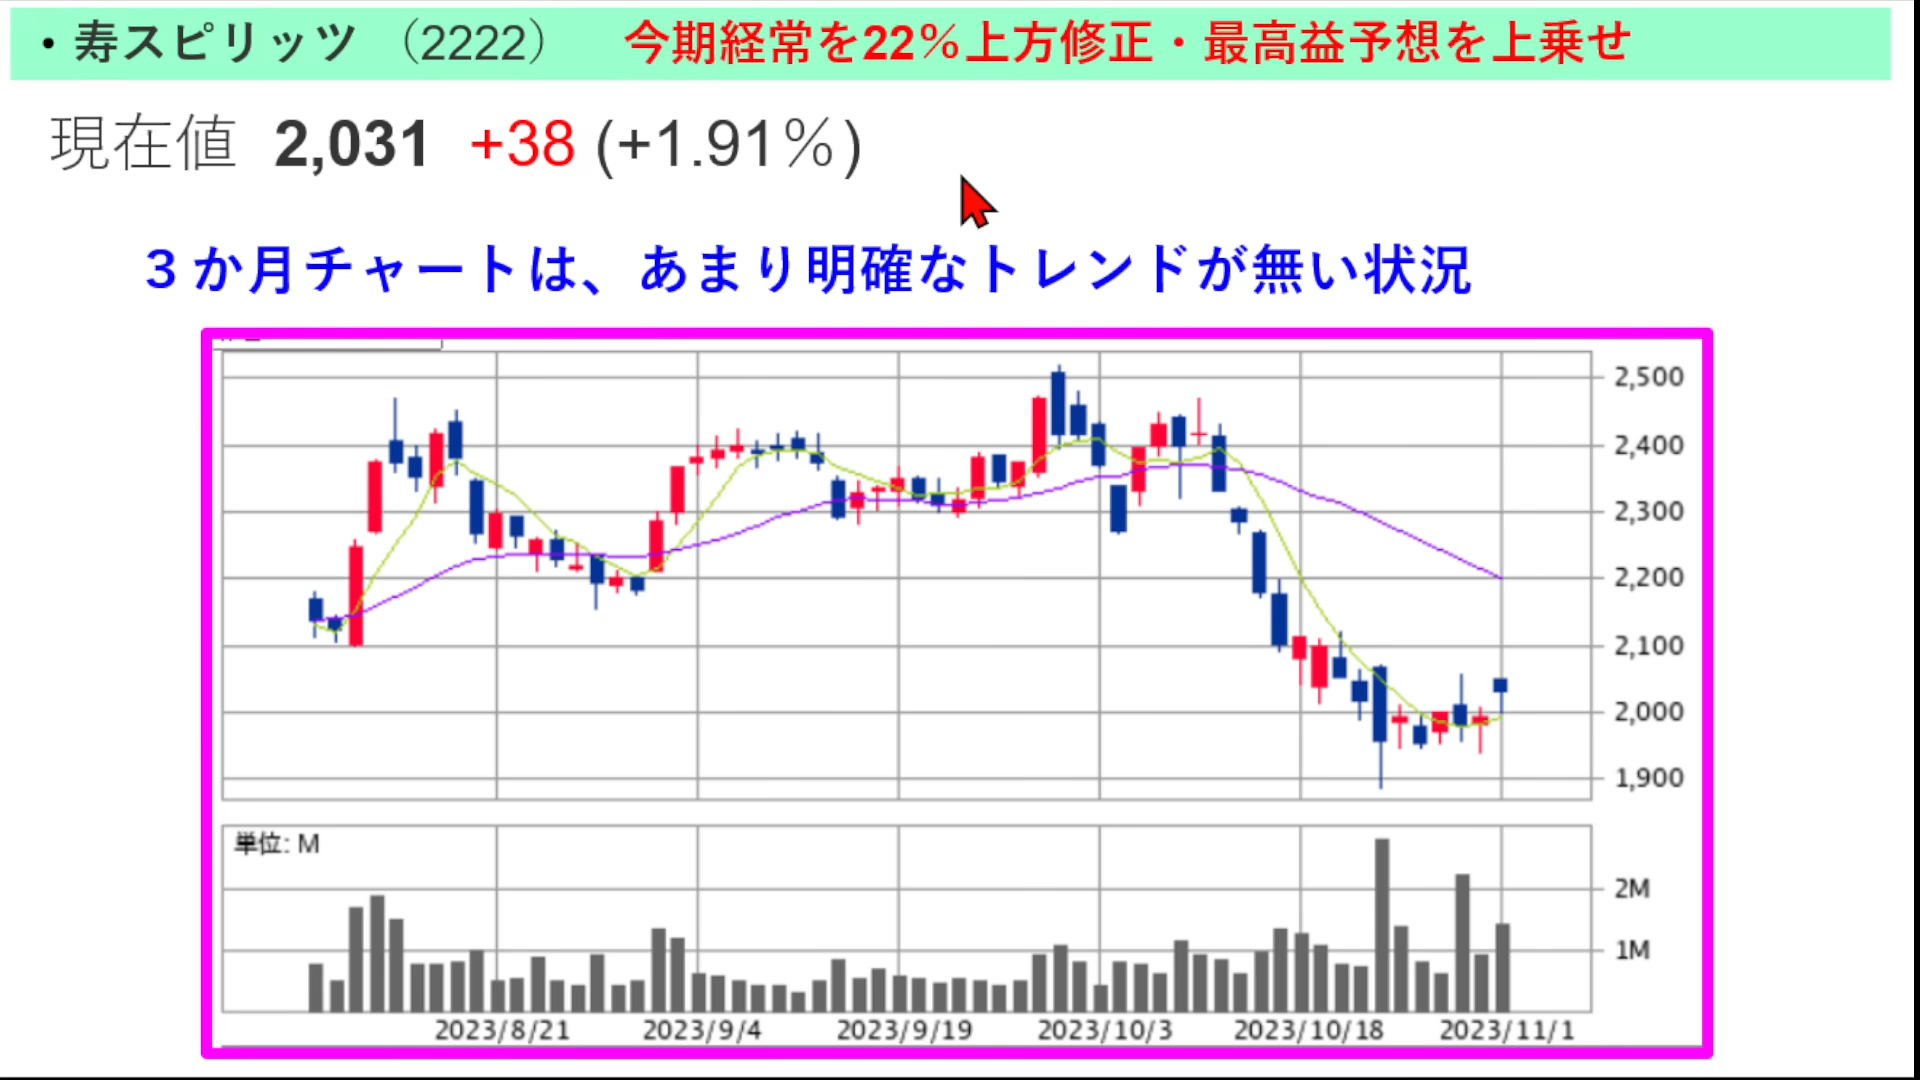 ・寿スピリッツ （2222） 今期経常を22％上方修正・最高益予想を上乗せ
現在値 2,031 +38 (+1.91％)
３か月チャートは、あまり明確なトレンドが無い状況
2,500
2,400
2,300
2,200
2,100
2,000
1,900
単位: M
2M
1M
2023/8/21 2023/9/4 2023/9/19 2023/10/3 2023/10/18 2023/11/1